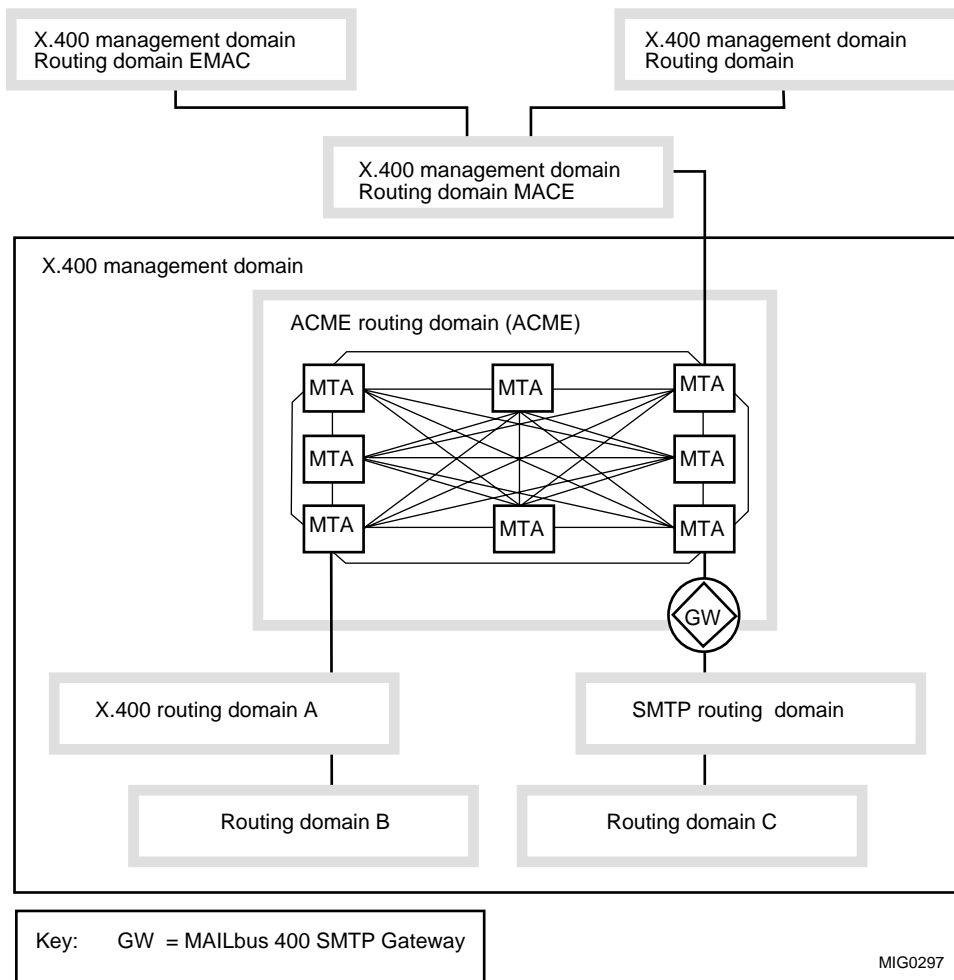 X.400 management domain
Routing domain EMAC
X.400 management domain
Routing domain
X.400 management domain
Routing domain MACE
X.400 management domain
ACME routing domain (ACME)
MTA
MTA
MTA
MTA
MTA
MTA
MTA
MTA
GW
X.400 routing domain A
SMTP routing domain
Routing domain B
Routing domain C
Key: GW = MAILbus 400 SMTP Gateway
MIG0297